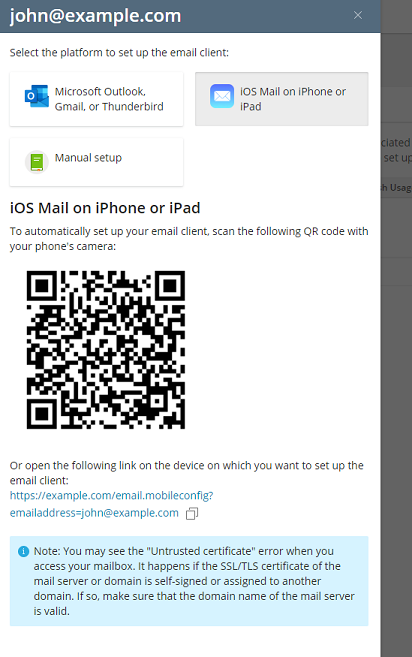 john@example.com
Select the platform to set up the email client:
Microsoft Outlook,
Gmail, or Thunderbird
iOS Mail on iPhone or
iPad
Manual setup
iOS Mail on iPhone or iPad
To automatically set up your email client, scan the following QR code with
your phone's camera:
Or open the following link on the device on which you want to set up the
email client:
https://example.com/email.mobileconfig?
emailaddress=john@example.com
Note: You may see the "Untrusted certificate" error when you
access your mailbox. It happens if the SSL/TLS certificate of the
mail server or domain is self-signed or assigned to another
domain. If so, make sure that the domain name of the mail server
is valid.
set up